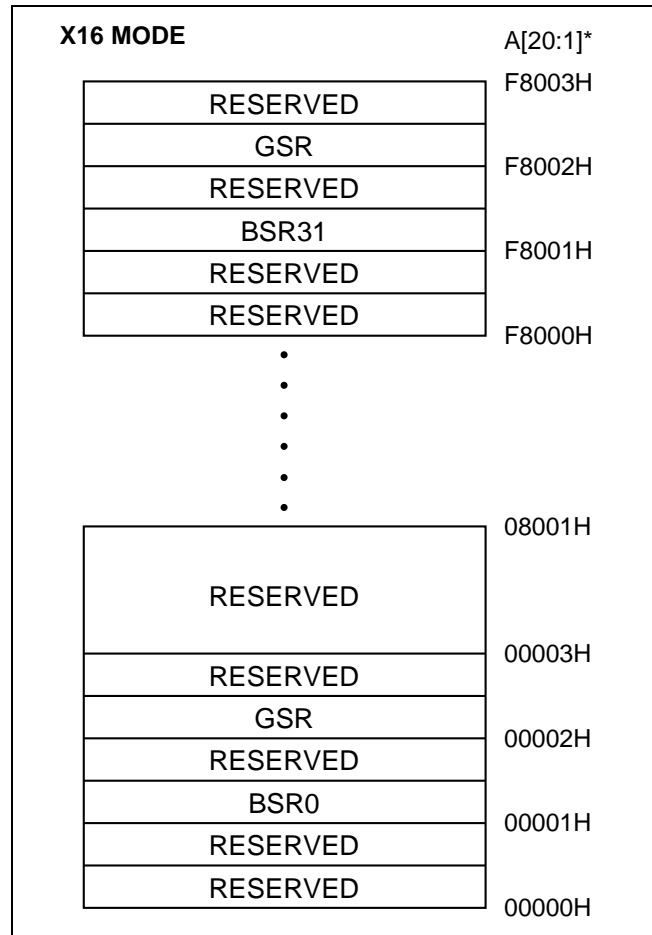 X16 MODE
A[20:1]*
F8003H
RESERVED
GSR
F8002H
RESERVED
BSR31
F8001H
RESERVED
RESERVED
F8000H
08001H
RESERVED
00003H
RESERVED
GSR
00002H
RESERVED
BSR0
00001H
RESERVED
RESERVED
00000H